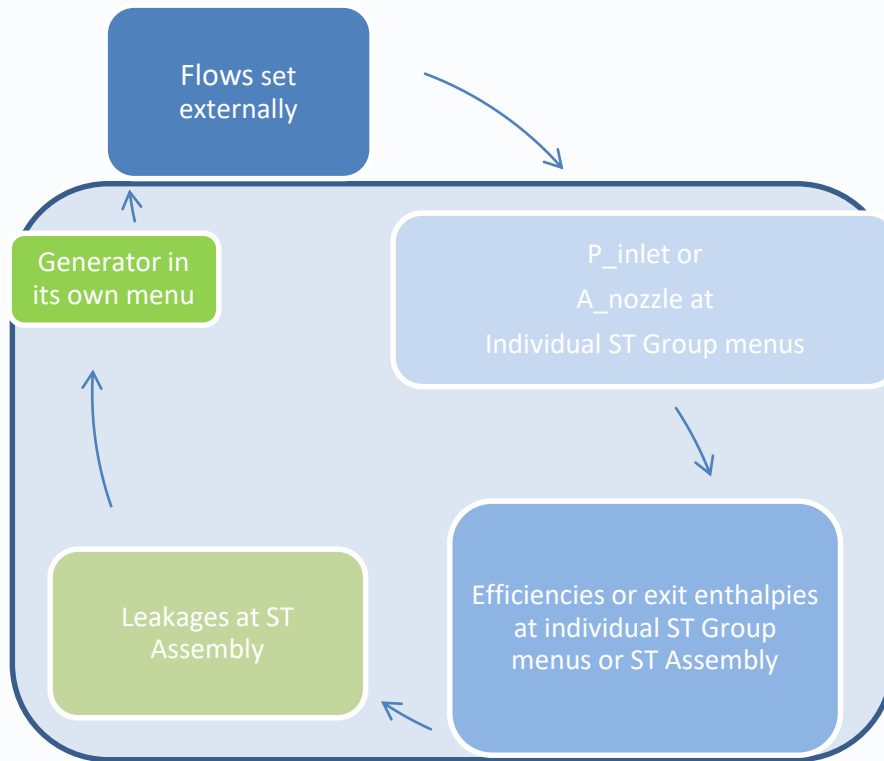 Flows set
externally
P_inlet or
A_nozzle at
Individual ST Group menus
Efficiencies or exit enthalpies
at individual ST Group
menus or ST Assembly
Leakages at ST
Assembly
Generator in
its own menu